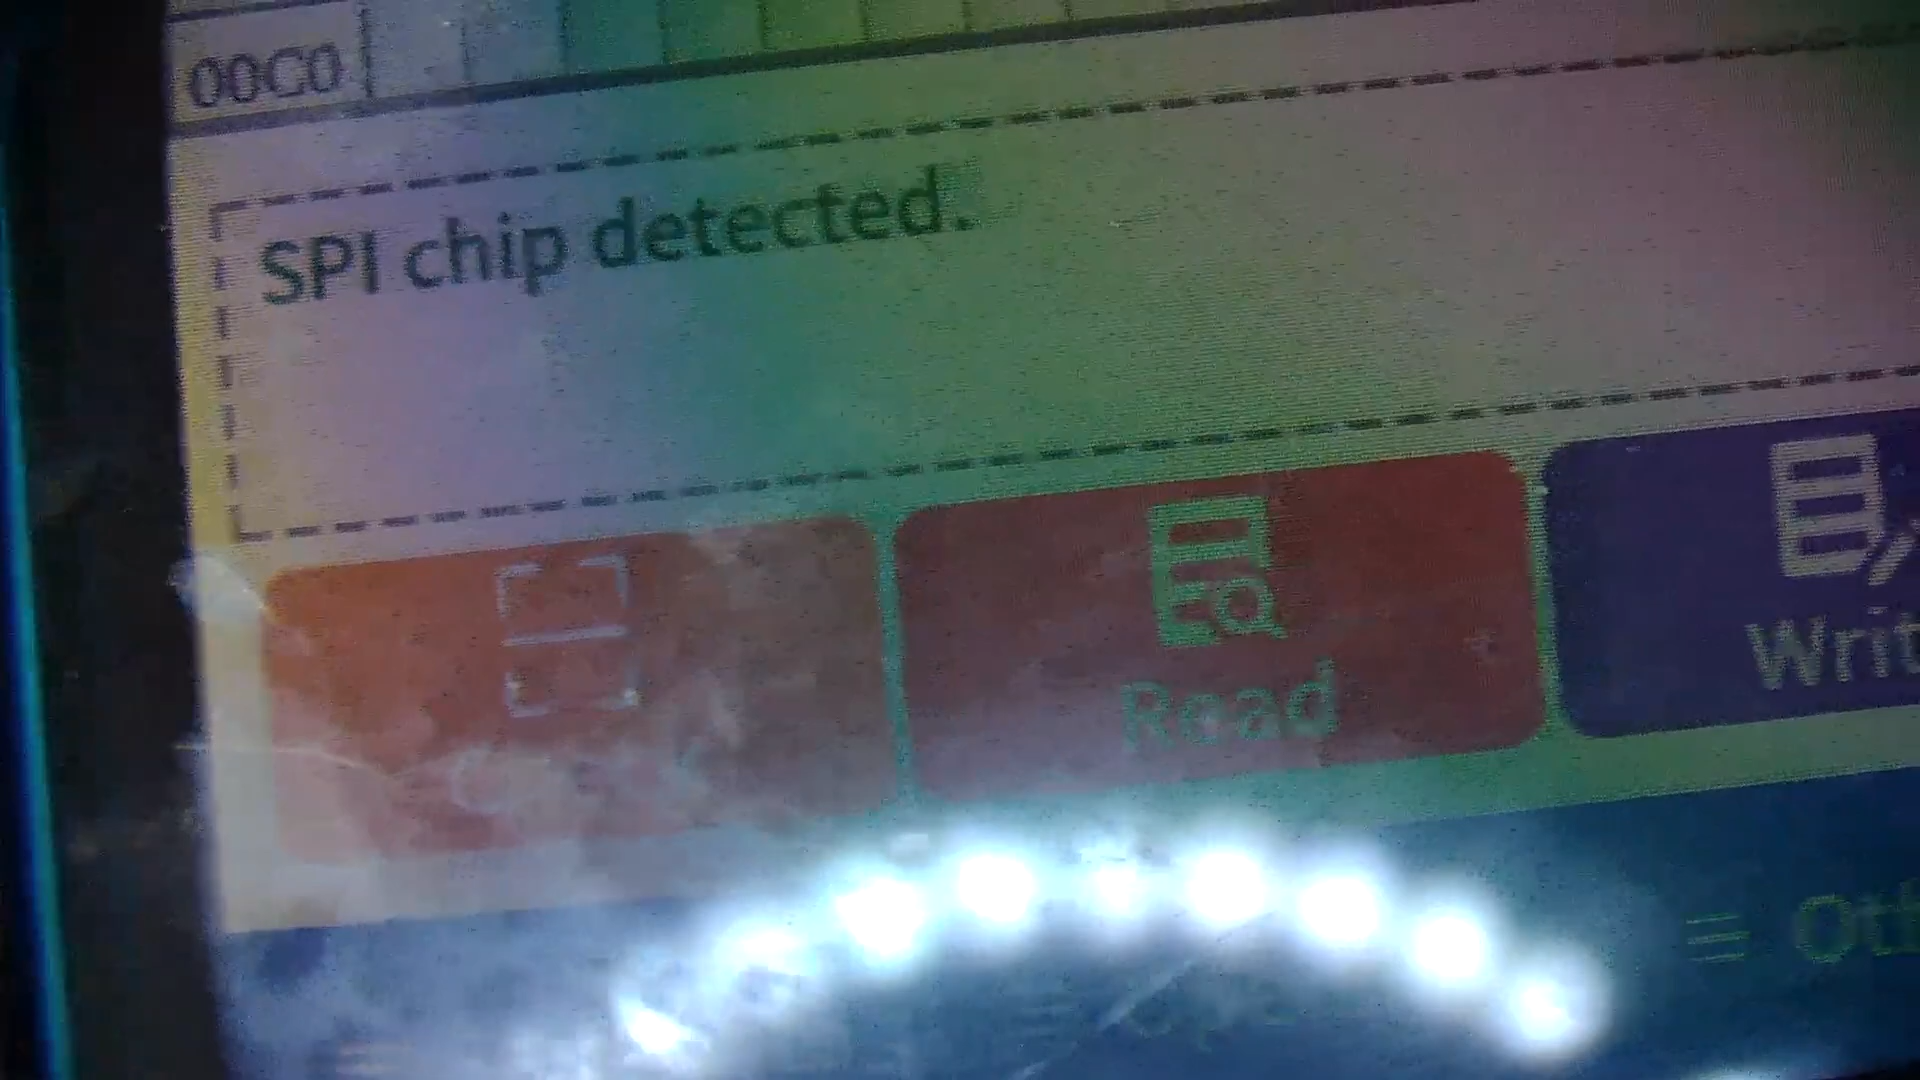 00C0
SPI chip detected.
Read
Writ
≡ Oth